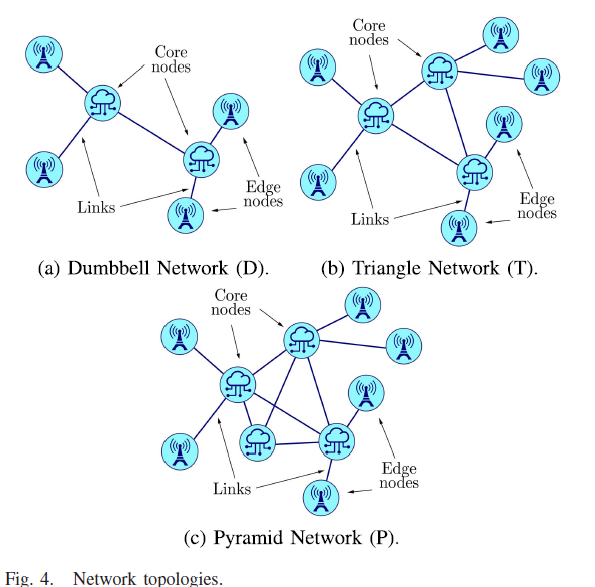 Core
nodes
Links
Edge
nodes
(a) Dumbbell Network (D).
Core
nodes
Links
Edge
nodes
(b) Triangle Network (T).
Core
nodes
Links
Edge
nodes
(c) Pyramid Network (P).
Fig. 4. Network topologies.